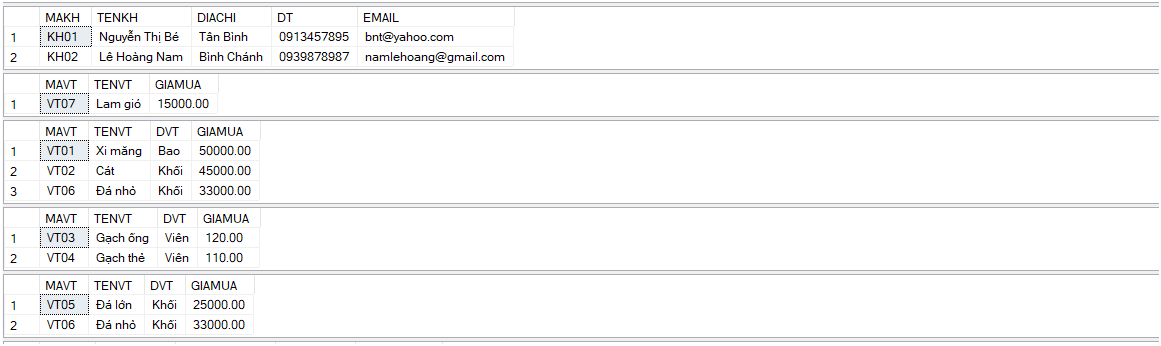 MAKH TENKH DIACHI DT EMAIL
1 KH01 Nguyễn Thị Bé Tân Bình 0913457895 bnt@yahoo.com
2 KH02 Lê Hoàng Nam Bình Chánh 0939878987 namlehoang@gmail.com
MAVT TENVT GIAMUA
1 VT07 Lam gió 15000.00
MAVT TENVT DVT GIAMUA
1 VT01 Xi măng Bao 50000.00
2 VT02 Cát Khối 45000.00
3 VT06 Đá nhỏ Khối 33000.00
MAVT TENVT DVT GIAMUA
1 VT03 Gạch ống Viên 120.00
2 VT04 Gạch thẻ Viên 110.00
MAVT TENVT DVT GIAMUA
1 VT05 Đá lớn Khối 25000.00
2 VT06 Đá nhỏ Khối 33000.00